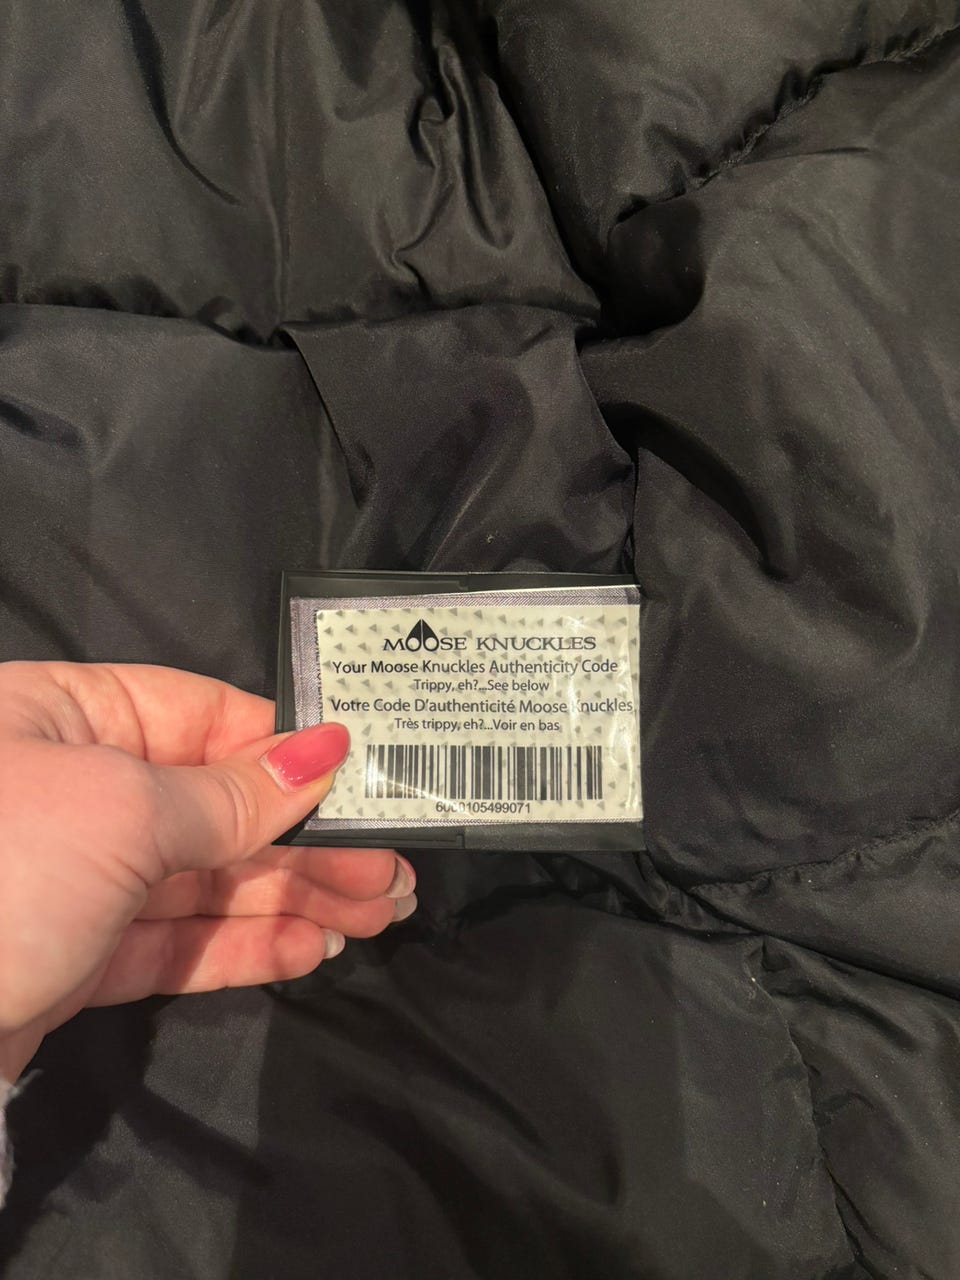 MOOSE KNUCKLES
Your Moose Knuckles Authenticity Code
Trippy, eh?...See below
Votre Code D'authenticité Moose Knuckles
Très trippy, eh?...Voir en bas